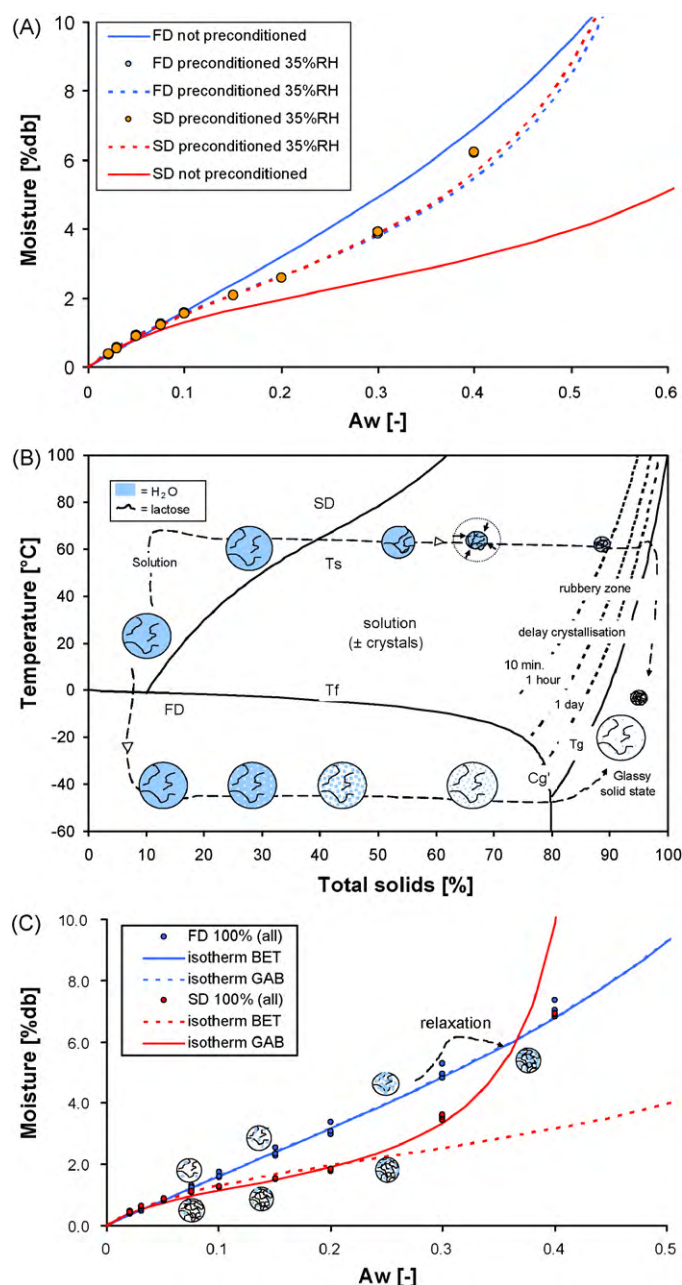 (A)
10
8
6
4
2
0
Moisture [%db]
FD not preconditioned
FD preconditioned 35%RH
FD preconditioned 35%RH
SD preconditioned 35%RH
SD preconditioned 35%RH
SD not preconditioned
0 0.1 0.2 0.3 0.4 0.5 0.6
Aw [-]
(B)
100
80
60
40
20
0
-20
-40
-60
Temperature [°C]
= H₂O
= lactose
SD
Solution
Ts
rubbery zone
solution
(± crystals)
delay crystallisation
10 min.
1 hour
1 day
Tf
FD
Tg
Cg'
Glassy
solid state
0 10 20 30 40 50 60 70 80 90 100
Total solids [%]
(C)
10.0
8.0
6.0
4.0
2.0
0.0
Moisture [%db]
FD 100% (all)
isotherm BET
isotherm GAB
SD 100% (all)
isotherm BET
isotherm GAB
relaxation
0 0.1 0.2 0.3 0.4 0.5
Aw [-]